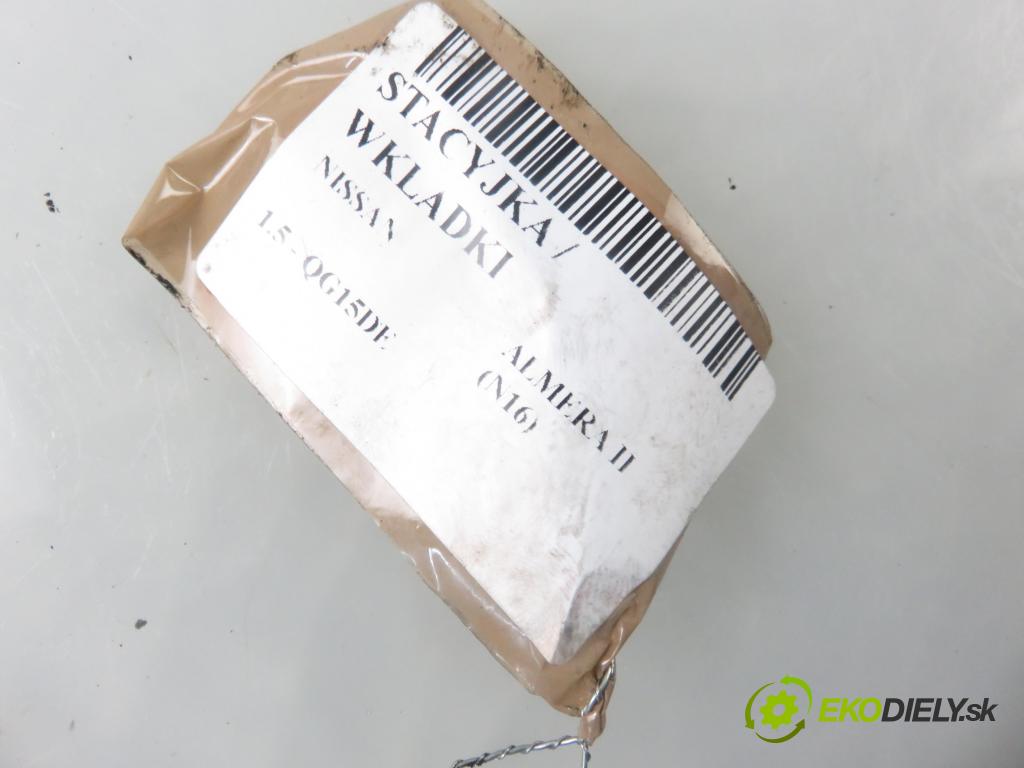 STACYJKA /
WKLADKI
NISSAN
ALMERA II
(N16)
1.5 - QG15DE
EKODIELY.sk